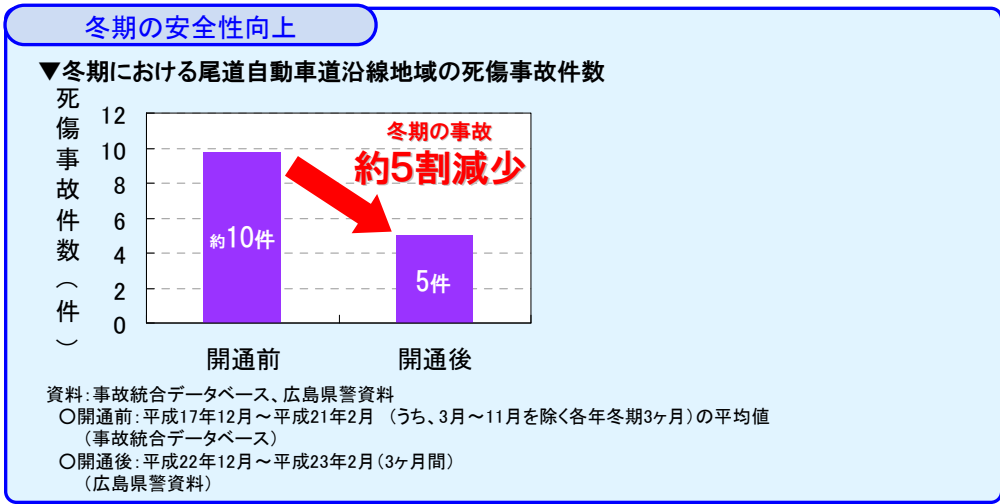 冬期の安全性向上
▼冬期における尾道自動車道沿線地域の死傷事故件数
死傷事故件数（件）
12
10
8
6
4
2
0
冬期の事故
約5割減少
約10件
5件
開通前
開通後
資料：事故統合データベース、広島県警資料
○開通前：平成17年12月～平成21年2月 （うち、3月～11月を除く各年冬期3ヶ月）の平均値
（事故統合データベース）
○開通後：平成22年12月～平成23年2月（3ヶ月間）
（広島県警資料）